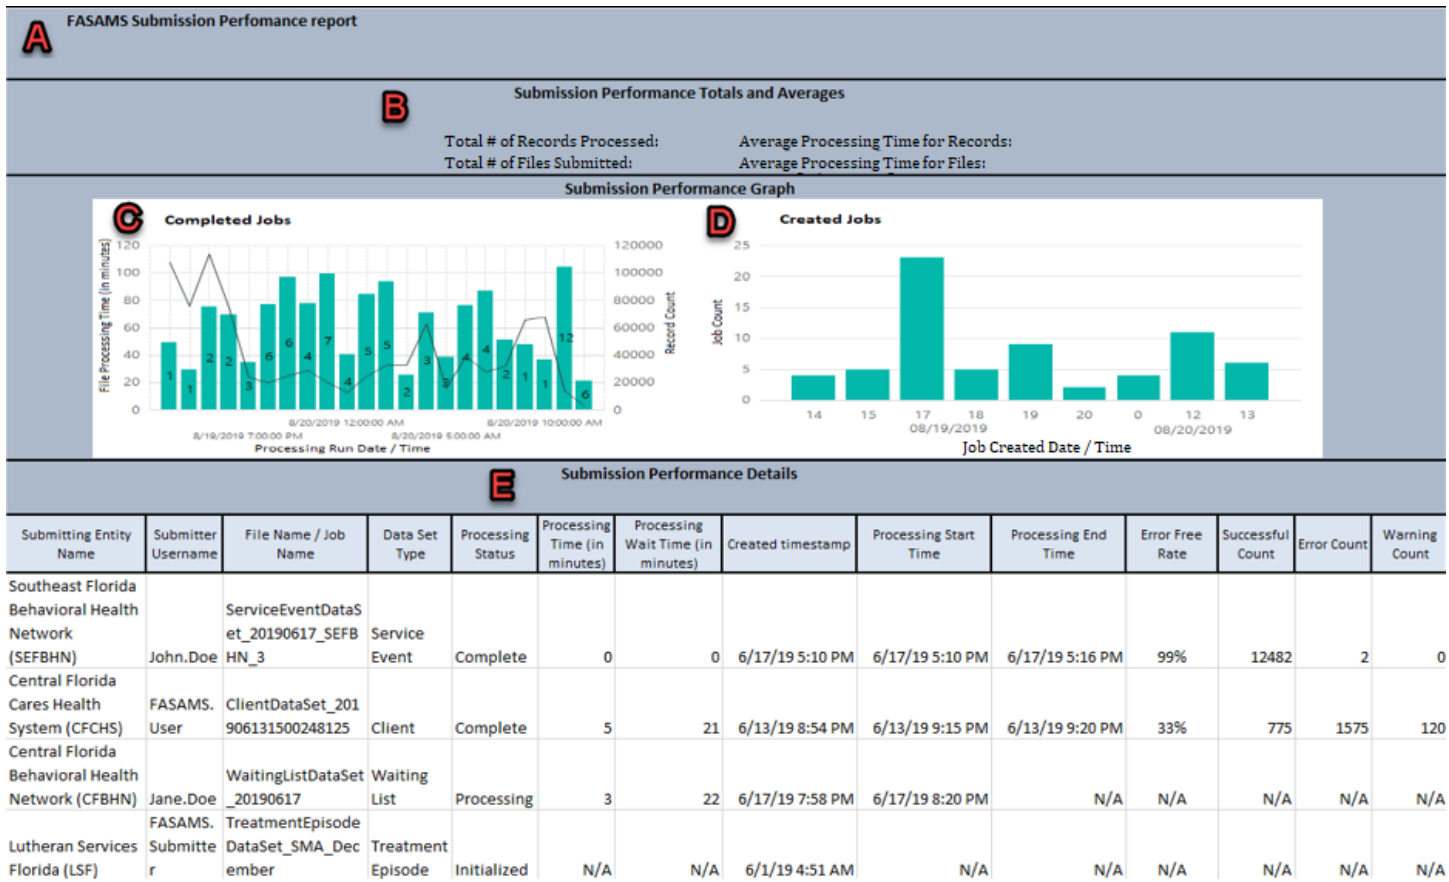 A
FASAMS Submission Perfomance report
B
Submission Performance Totals and Averages
Total # of Records Processed:
Average Processing Time for Records:
Total # of Files Submitted:
Average Processing Time for Files:
Submission Performance Graph
C
Completed Jobs
File Processing Time (in minutes)
120
100
80
60
40
20
0
1
1
2
2
3
6
6
4
7
4
5
5
2
3
3
4
4
2
1
1
12
6
120000
100000
80000
60000
40000
20000
0
Record Count
8/19/2019 7:00:00 PM
8/20/2019 12:00:00 AM
8/20/2019 5:00:00 AM
8/20/2019 10:00:00 AM
Processing Run Date / Time
D
Created Jobs
Job Count
25
20
15
10
5
0
14 15 17 18 19 20 0 12 13
08/19/2019
08/20/2019
Job Created Date / Time
E
Submission Performance Details
Submitting Entity
Name
Submitter
Username
File Name / Job
Name
Data Set
Type
Processing
Status
Processing
Time (in
minutes)
Processing
Wait Time (in
minutes)
Created timestamp
Processing Start
Time
Processing End
Time
Error Free
Rate
Successful
Count
Error Count
Warning
Count
Southeast Florida
Behavioral Health
Network
(SEFBHN)
John.Doe
ServiceEventDataS
et_20190617_SEFB
HN_3
Service
Event
Complete
0
0
6/17/19 5:10 PM
6/17/19 5:10 PM
6/17/19 5:16 PM
99%
12482
2
0
Central Florida
Cares Health
System (CFCHS)
FASAMS.
User
ClientDataSet_201
906131500248125
Client
Complete
5
21
6/13/19 8:54 PM
6/13/19 9:15 PM
6/13/19 9:20 PM
33%
775
1575
120
Central Florida
Behavioral Health
Network (CFBHN)
Jane.Doe
WaitingListDataSet
_20190617
Waiting
List
Processing
3
22
6/17/19 7:58 PM
6/17/19 8:20 PM
N/A
N/A
N/A
N/A
N/A
Lutheran Services
Florida (LSF)
FASAMS.
Submitte
r
TreatmentEpisode
DataSet_SMA_Dec
ember
Treatment
Episode
Initialized
N/A
N/A
6/1/19 4:51 AM
N/A
N/A
N/A
N/A
N/A
N/A